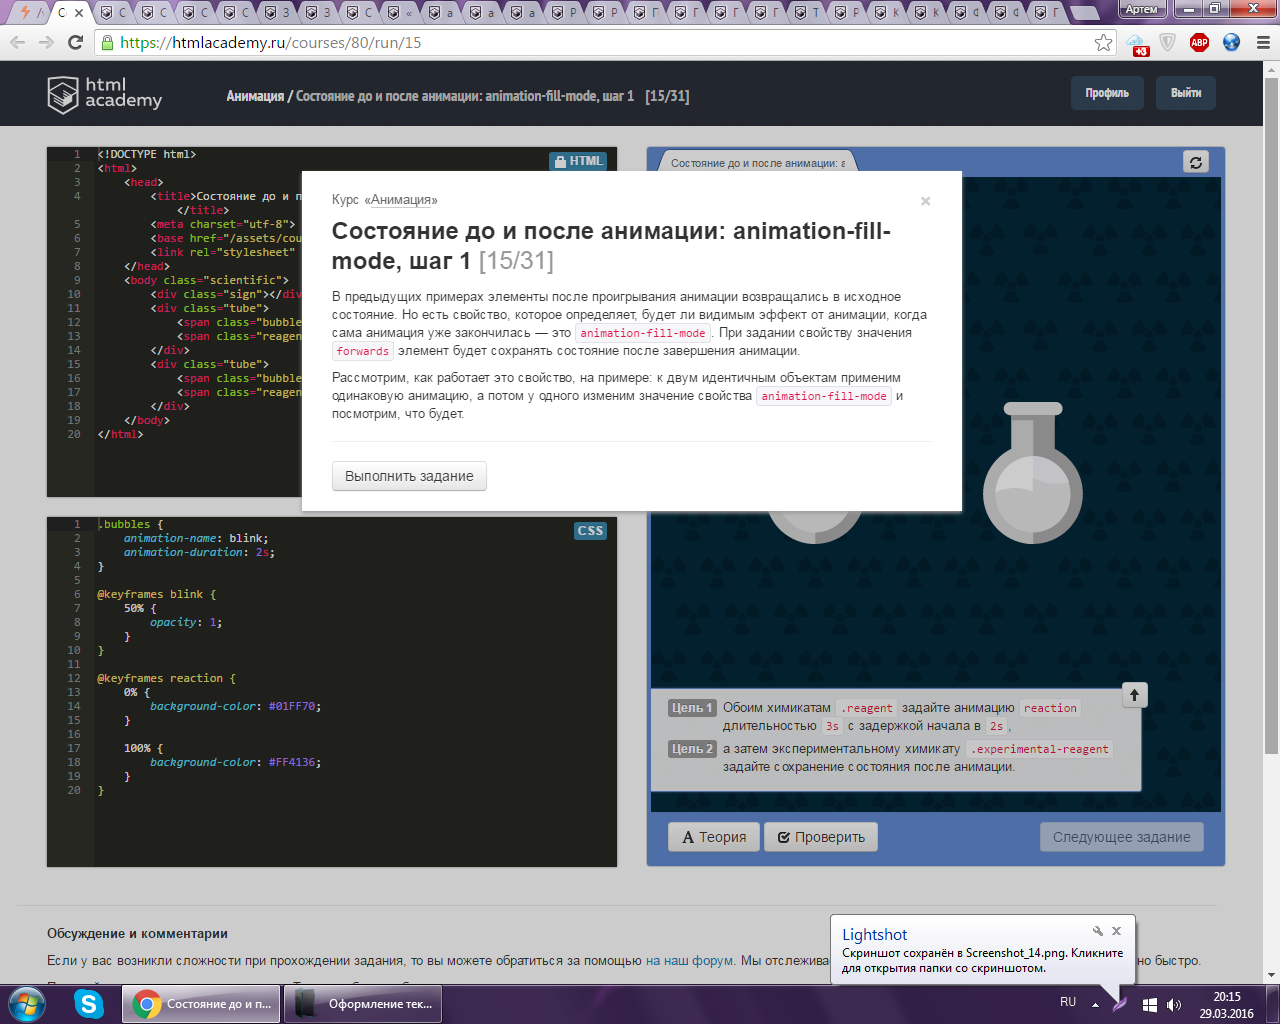 Артем
https://htmlacademy.ru/courses/80/run/15
+3
ABP
html
academy
Анимация / Состояние до и после анимации: animation-fill-mode, шаг 1 [15/31]
Профиль
Выйти
HTML
1 <!DOCTYPE html>
2 <html>
3 <head>
4 <title>Состояние до и п
</title>
5 <meta charset="utf-8">
6 <base href="/assets/cou
7 <link rel="stylesheet"
8 </head>
9 <body class="scientific">
10 <div class="sign"></di
11 <div class="tube">
12 <span class="bubble
13 <span class="reagen
14 </div>
15 <div class="tube">
16 <span class="bubble
17 <span class="reagen
18 </div>
19 </body>
20 </html>
Состояние до и после анимации: a
Курс «Анимация»
×
Состояние до и после анимации: animation-fill-
mode, шаг 1 [15/31]
В предыдущих примерах элементы после проигрывания анимации возвращались в исходное
состояние. Но есть свойство, которое определяет, будет ли видимым эффект от анимации, когда
сама анимация уже закончилась — это animation-fill-mode. При задании свойству значения
forwards элемент будет сохранять состояние после завершения анимации.
Рассмотрим, как работает это свойство, на примере: к двум идентичным объектам применим
одинаковую анимацию, а потом у одного изменим значение свойства animation-fill-mode и
посмотрим, что будет.
Выполнить задание
CSS
1 .bubbles {
2 animation-name: blink;
3 animation-duration: 2s;
4 }
5
6 @keyframes blink {
7 50% {
8 opacity: 1;
9 }
10 }
11
12 @keyframes reaction {
13 0% {
14 background-color: #01FF70;
15 }
16
17 100% {
18 background-color: #FF4136;
19 }
20 }
Цель 1 Обоим химикатам .reagent задайте анимацию reaction
длительностью 3s с задержкой начала в 2s,
Цель 2 а затем экспериментальному химикату .experimental-reagent
задайте сохранение состояния после анимации.
Теория
Проверить
Следующее задание
Обсуждение и комментарии
Если у вас возникли сложности при прохождении задания, то вы можете обратиться за помощью на наш форум. Мы отслежива
но быстро.
Lightshot
Скриншот сохранён в Screenshot_14.png. Кликните
для открытия папки со скриншотом.
Состояние до и п...
Оформление тек...
RU
20:15
29.03.2016